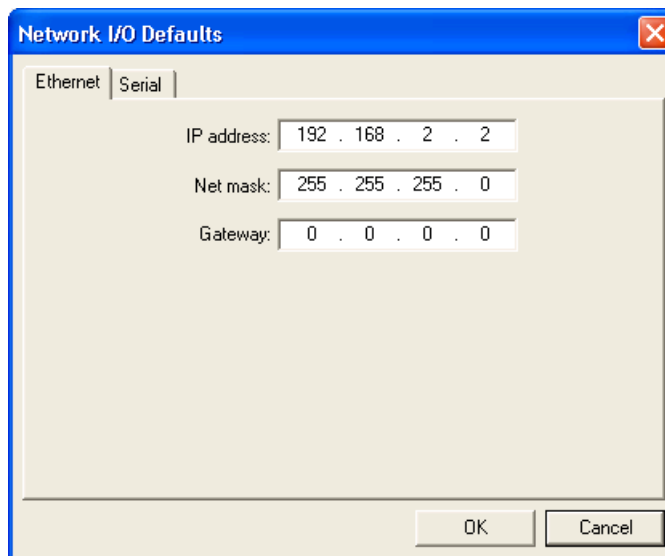 Network I/O Defaults
Ethernet Serial
IP address: 192 . 168 . 2 . 2
Net mask: 255 . 255 . 255 . 0
Gateway: 0 . 0 . 0 . 0
OK Cancel